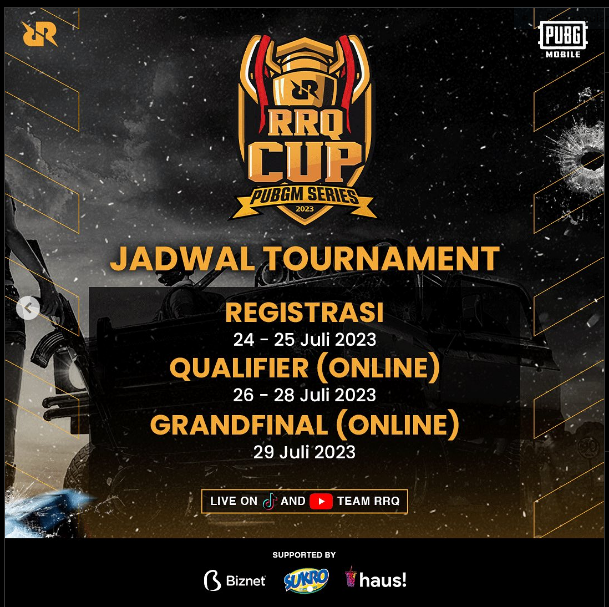 PUBG
MOBILE
RRQ
CUP
PUBGM SERIES
2023
JADWAL TOURNAMENT
REGISTRASI
24 - 25 Juli 2023
QUALIFIER (ONLINE)
26 - 28 Juli 2023
GRANDFINAL (ONLINE)
29 Juli 2023
LIVE ON AND TEAM RRQ
SUPPORTED BY
Biznet SUKRO haus!